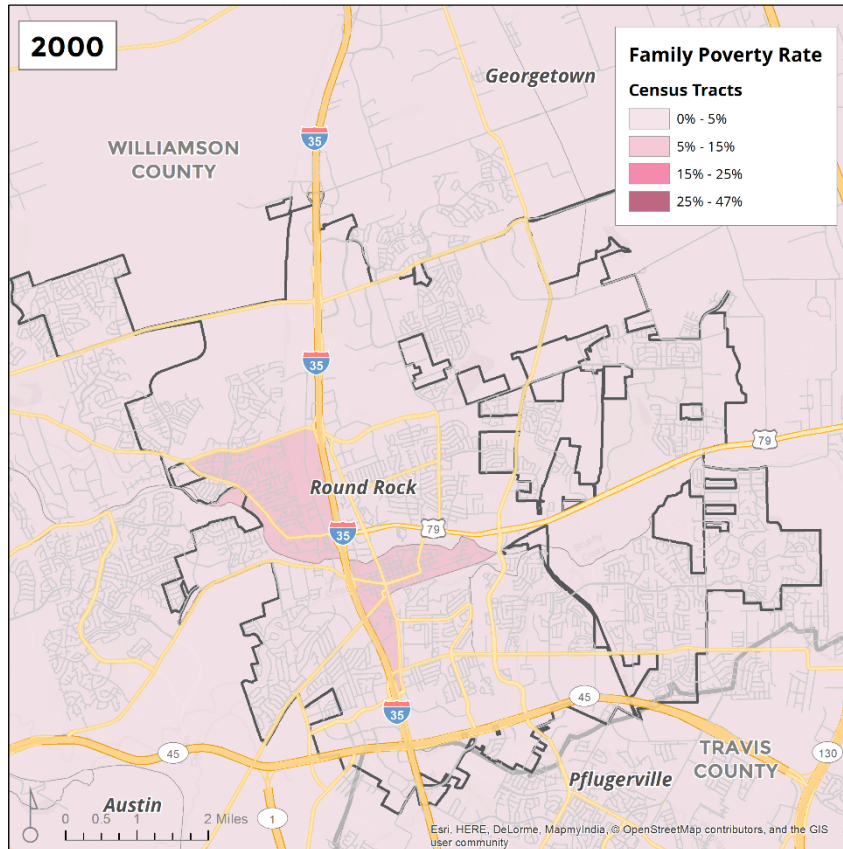 2000
Georgetown
Family Poverty Rate
Census Tracts
0% - 5%
5% - 15%
15% - 25%
25% - 47%
WILLIAMSON
COUNTY
35
35
79
Round Rock
35
79
45
35
45
TRAVIS
COUNTY
130
Pflugerville
Austin
1
0 0.5 1 2 Miles
Esri, HERE, DeLorme, MapmyIndia, © OpenStreetMap contributors, and the GIS
user community